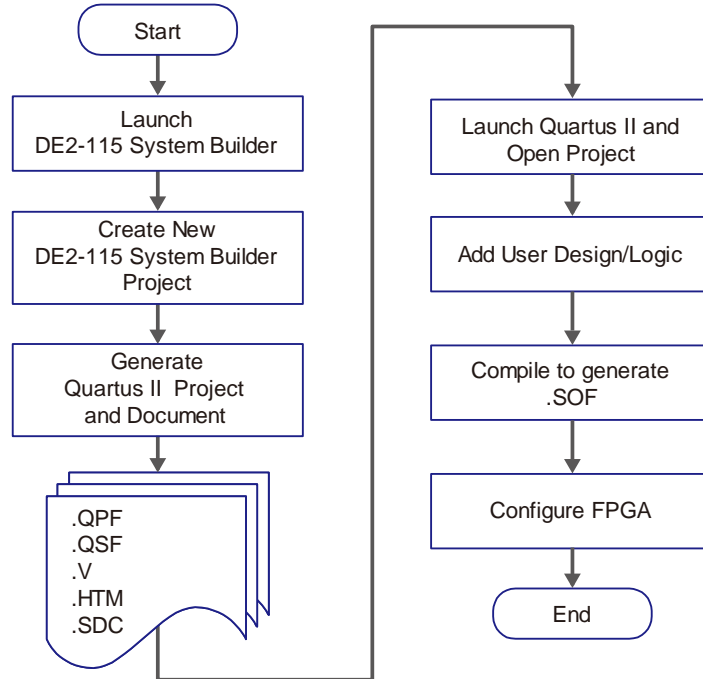 Start
Launch
DE2-115 System Builder
Create New
DE2-115 System Builder
Project
Generate
Quartus II Project
and Document
.QPF
.QSF
.V
.HTM
.SDC
Launch Quartus II and
Open Project
Add User Design/Logic
Compile to generate
.SOF
Configure FPGA
End